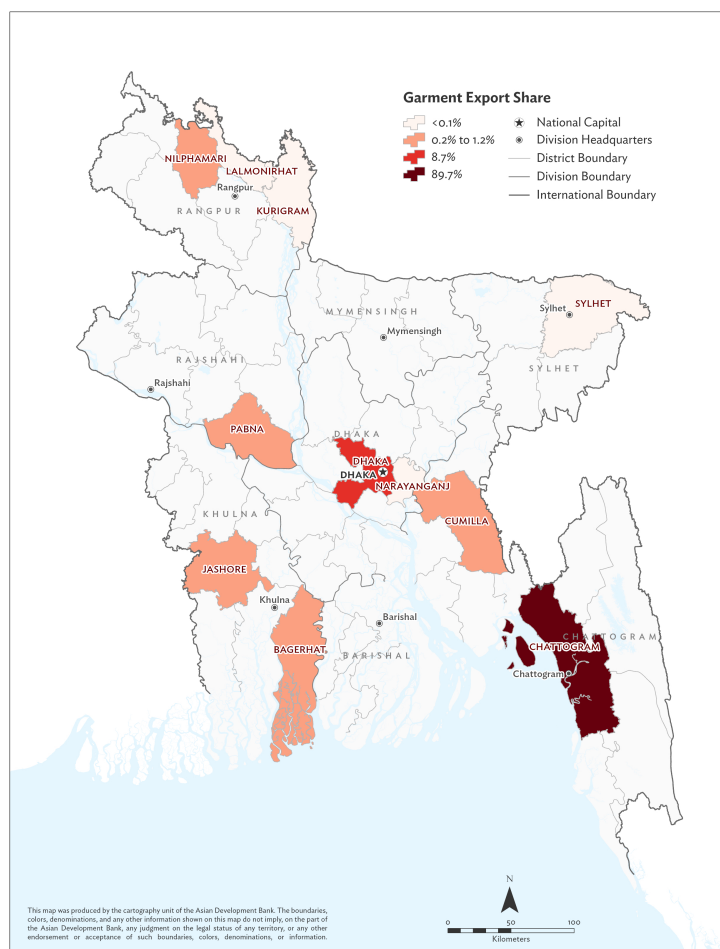 Garment Export Share
<0.1%
0.2% to 1.2%
8.7%
89.7%
National Capital
Division Headquarters
District Boundary
Division Boundary
International Boundary
NILPHAMARI
LALMONIRHAT
Rangpur
RANGPUR
KURIGRAM
SYLHET
Sylhet
MYMENSINGH
Mymensingh
RAJSHAHI
SYLHET
Rajshahi
PABNA
DHAKA
DHAKA
DHAKA
NARAYANGANJ
KHULNA
CUMILLA
JASHORE
Khulna
Barishal
BAGERHAT
BARISHAL
CHATTOGRAM
CHATTOGRAM
Chattogram
N
0 50 100
Kilometers
This map was produced by the cartography unit of the Asian Development Bank. The boundaries,
colors, denominations, and any other information shown on this map do not imply, on the part of
the Asian Development Bank, any judgment on the legal status of any territory, or any other
endorsement or acceptance of such boundaries, colors, denominations, or information.